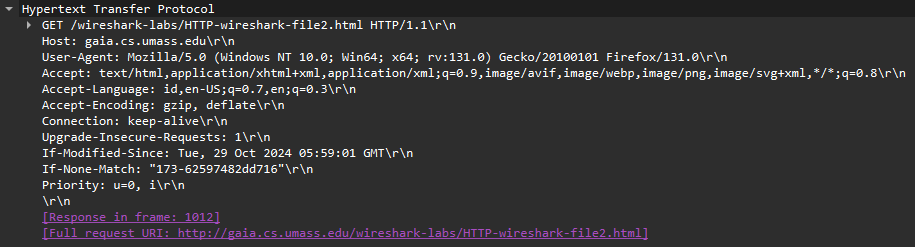 Hypertext Transfer Protocol
GET /wireshark-labs/HTTP-wireshark-file2.html HTTP/1.1\r\n
Host: gaia.cs.umass.edu\r\n
User-Agent: Mozilla/5.0 (Windows NT 10.0; Win64; x64; rv:131.0) Gecko/20100101 Firefox/131.0\r\n
Accept: text/html,application/xhtml+xml,application/xml;q=0.9,image/avif,image/webp,image/png,image/svg+xml,*/*;q=0.8\r\n
Accept-Language: id,en-US;q=0.7,en;q=0.3\r\n
Accept-Encoding: gzip, deflate\r\n
Connection: keep-alive\r\n
Upgrade-Insecure-Requests: 1\r\n
If-Modified-Since: Tue, 29 Oct 2024 05:59:01 GMT\r\n
If-None-Match: "173-62597482dd716"\r\n
Priority: u=0, i\r\n
\r\n
[Response in frame: 1012]
[Full request URI: http://gaia.cs.umass.edu/wireshark-labs/HTTP-wireshark-file2.html]